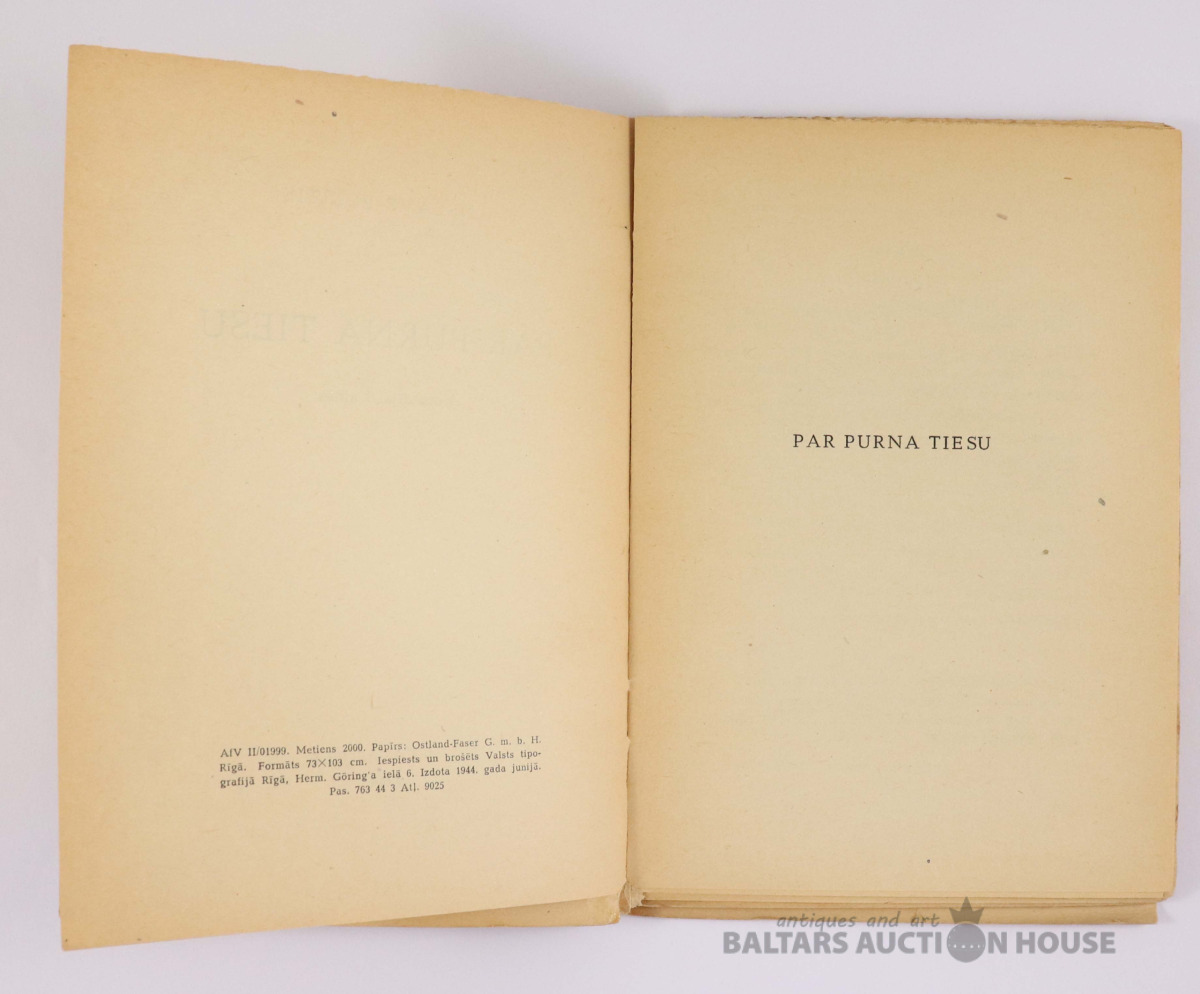 AfV II/01999. Metiens 2000. Papīrs: Ostland-Faser G. m. b. H.
Rīgā. Formāts 73×103 cm. Iespiests un brošēts Valsts tipo-
grafijā Rīgā, Herm. Göring'a ielā 6. Izdota 1944. gada junijā.
Pas. 763 44 3 Atļ. 9025
PAR PURNA TIESU
antiques and art
BALTARS AUCTION HOUSE